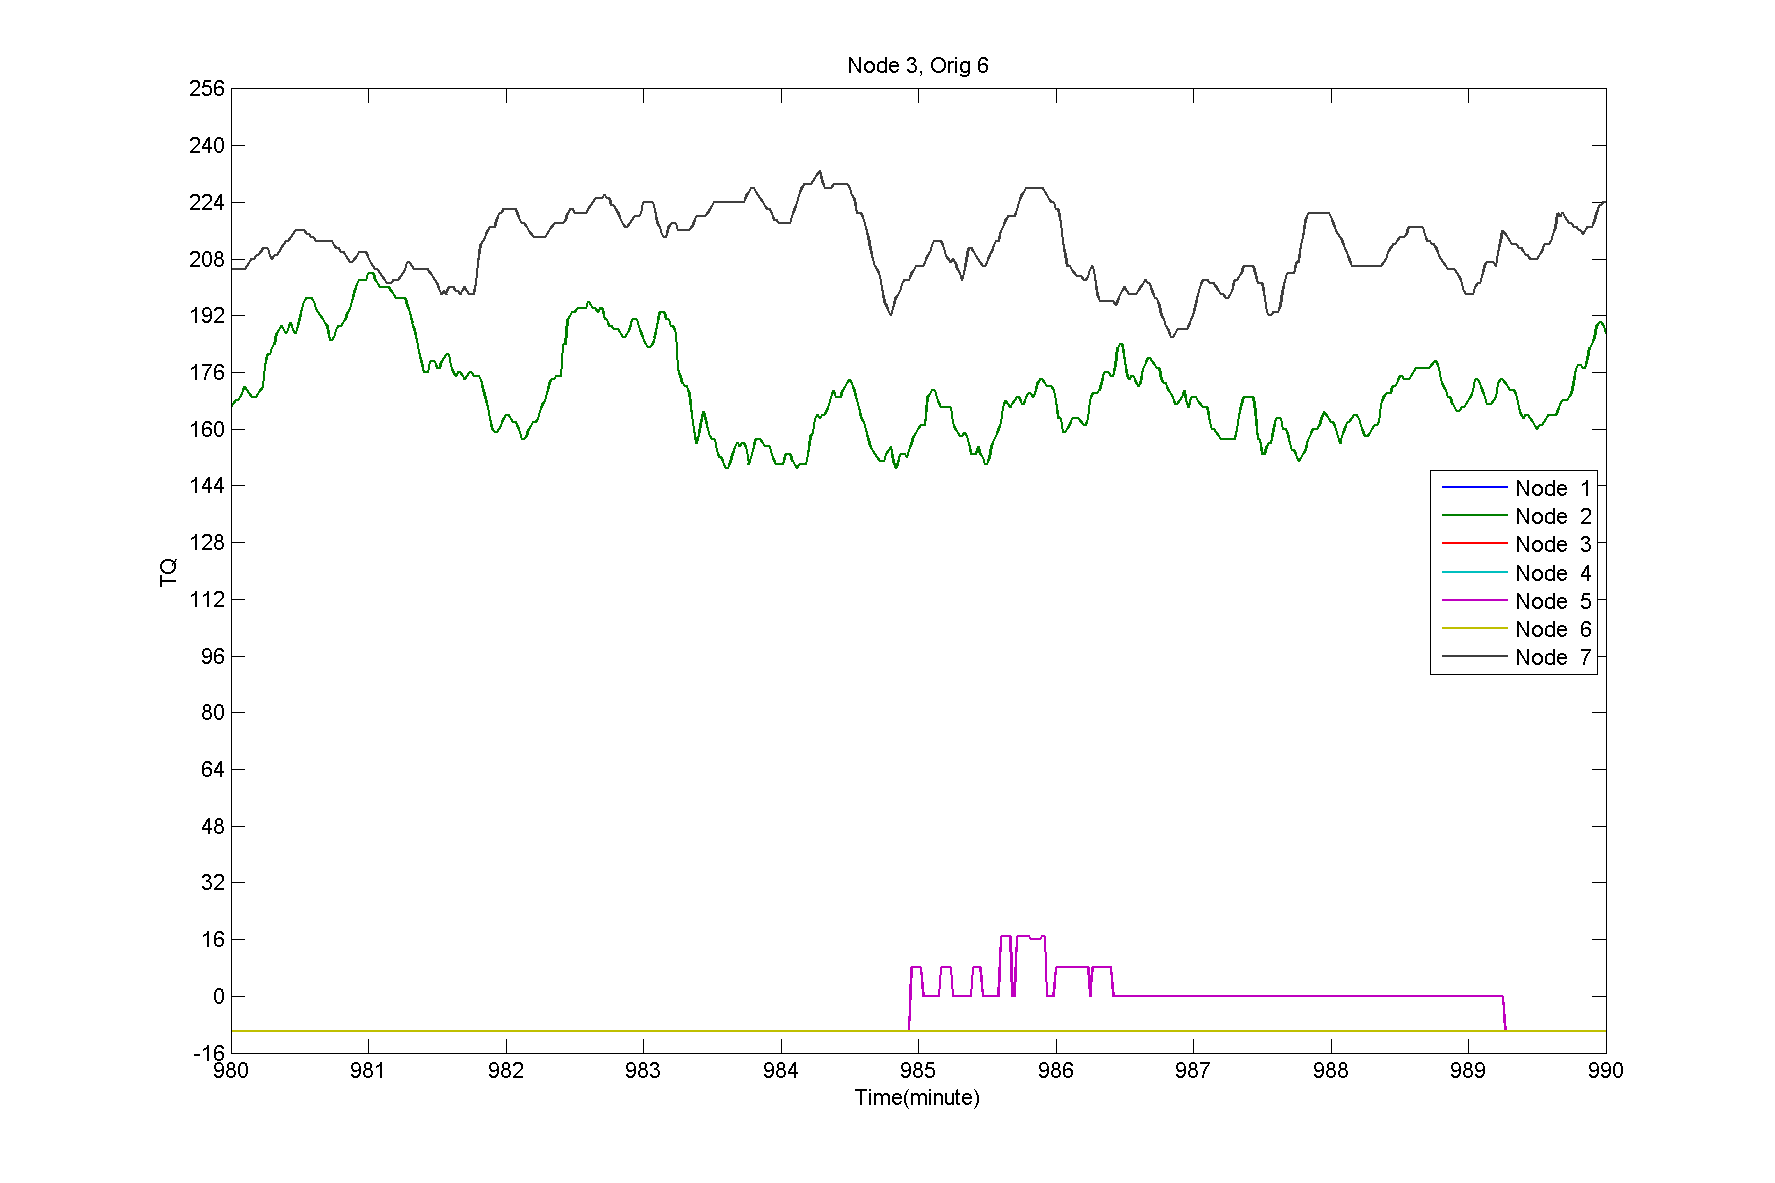 Node 3, Orig 6
256
240
224
208
192
176
160
144
128
112
96
80
64
48
32
16
0
-16
TQ
Node 1
Node 2
Node 3
Node 4
Node 5
Node 6
Node 7
980 981 982 983 984 985 986 987 988 989 990
Time(minute)